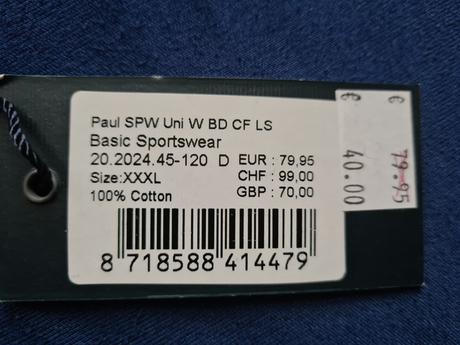 Paul SPW Uni W BD CF LS
Basic Sportswear
20.2024.45-120 D EUR : 79,95
Size:XXXL CHF : 99,00
100% Cotton GBP : 70,00
8 718588 414479
€ 79.95
€ 40.00